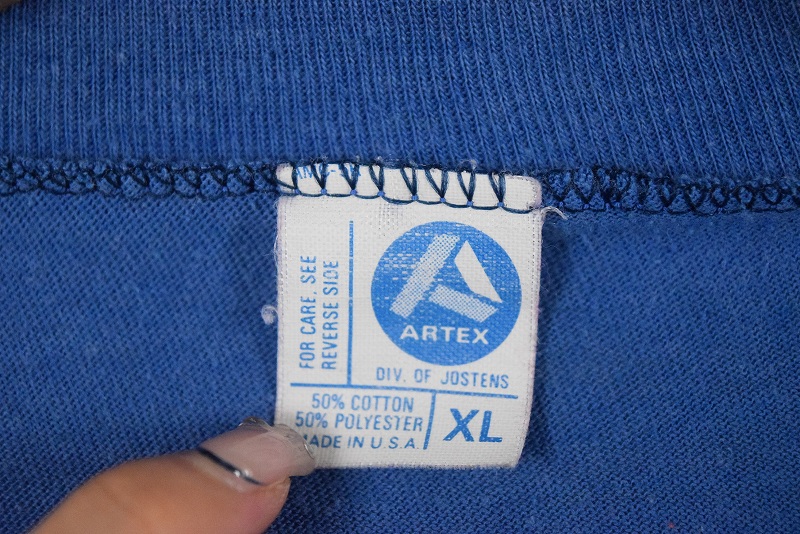 FOR CARE, SEE
REVERSE SIDE
ARTEX
DIV. OF JOSTENS
50% COTTON
50% POLYESTER
MADE IN U.S.A.
XL